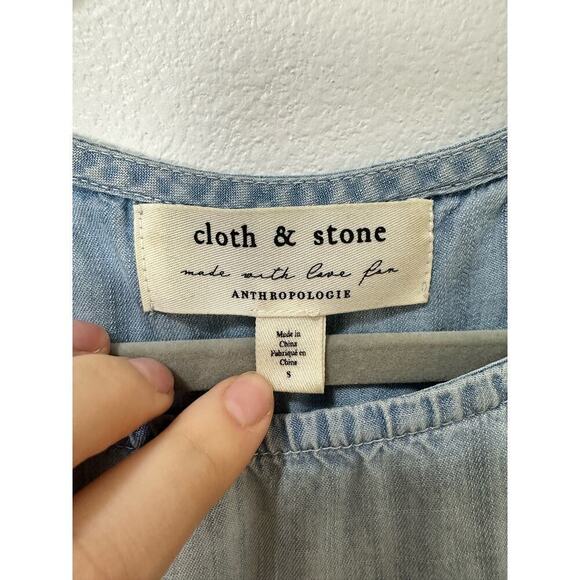 cloth & stone
made with love for
ANTHROPOLOGIE
Made in
China
Fabriqué en
Chine
S